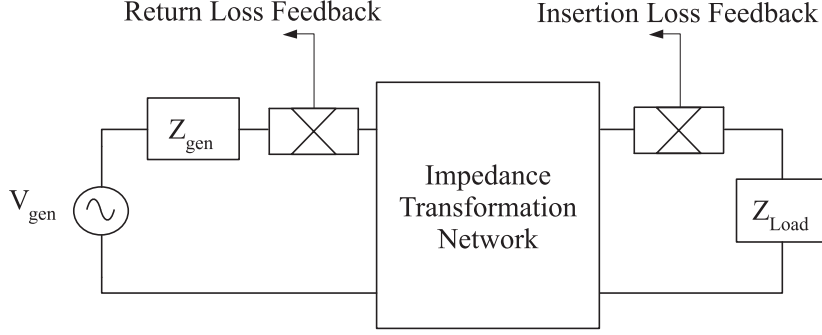 Return Loss Feedback
Insertion Loss Feedback
Z_gen
V_gen
Impedance
Transformation
Network
Z_Load